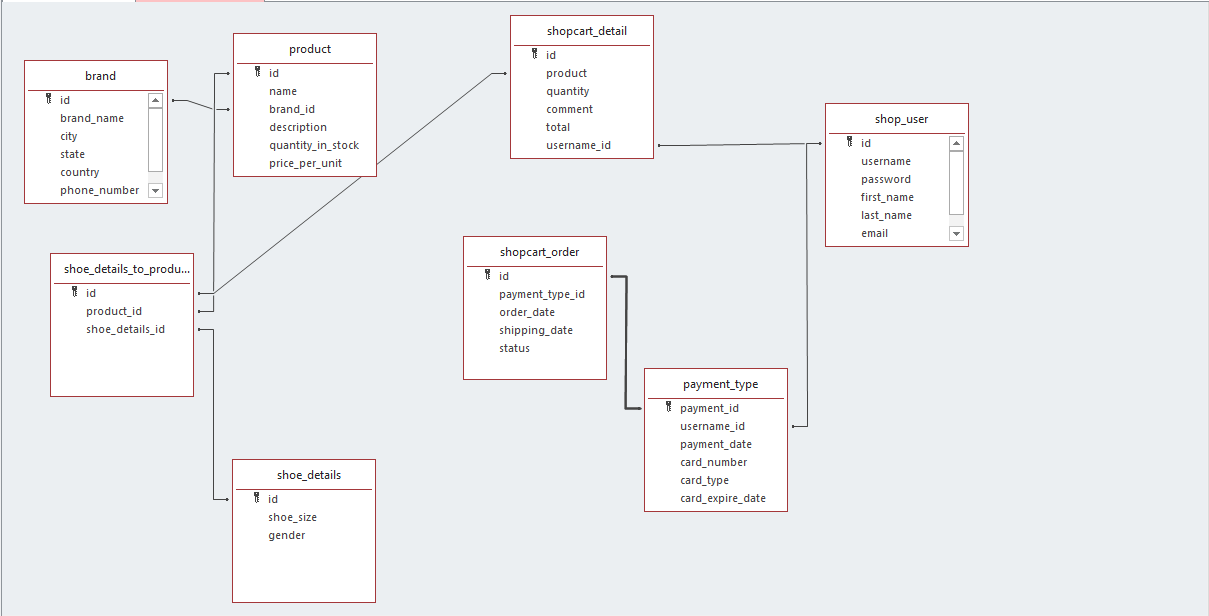 brand
id
brand_name
city
state
country
phone_number
product
id
name
brand_id
description
quantity_in_stock
price_per_unit
shopcart_detail
id
product
quantity
comment
total
username_id
shop_user
id
username
password
first_name
last_name
email
shoe_details_to_produ...
id
product_id
shoe_details_id
shopcart_order
id
payment_type_id
order_date
shipping_date
status
payment_type
payment_id
username_id
payment_date
card_number
card_type
card_expire_date
shoe_details
id
shoe_size
gender